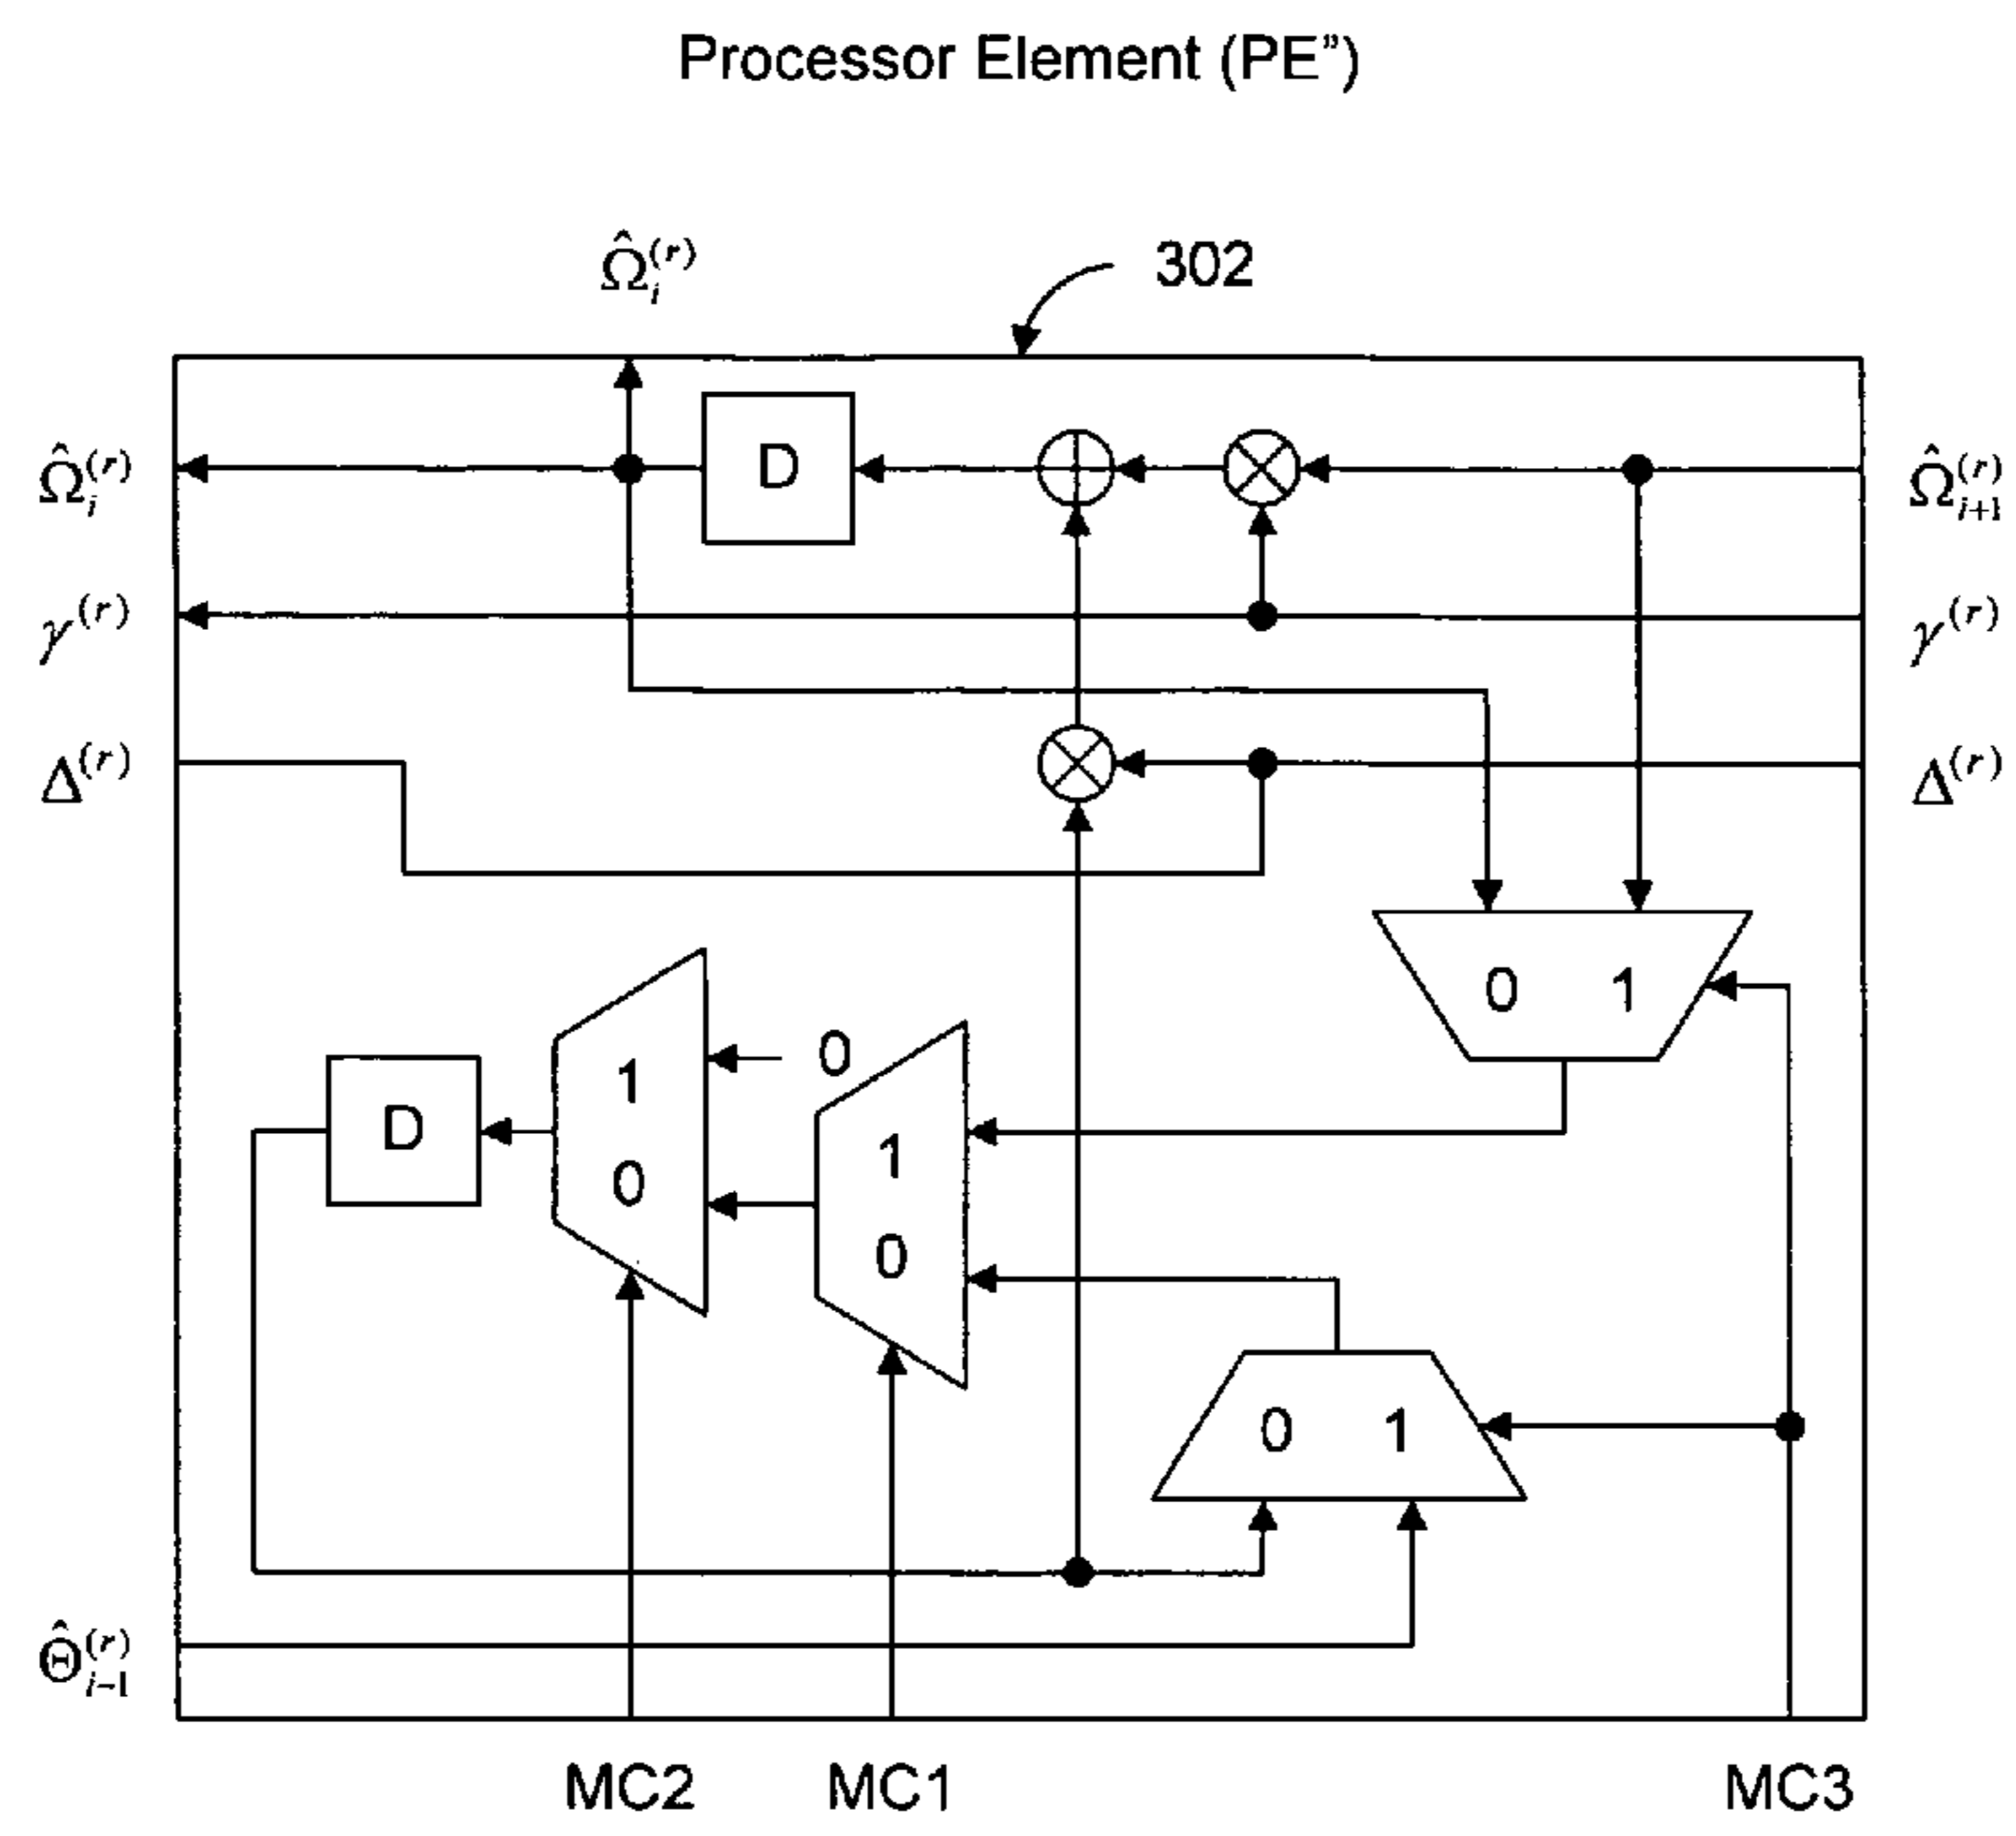 Processor Element (PE”)
Ω̂ᵢ⁽ʳ⁾
302
Ω̂ᵢ⁽ʳ⁾ D Ω̂ᵢ₊₁⁽ʳ⁾
γ⁽ʳ⁾ γ⁽ʳ⁾
Δ⁽ʳ⁾ Δ⁽ʳ⁾
0 1
1 0
D 1
0
0
0 1
Θ̂ᵢ₋₁⁽ʳ⁾
MC2 MC1 MC3